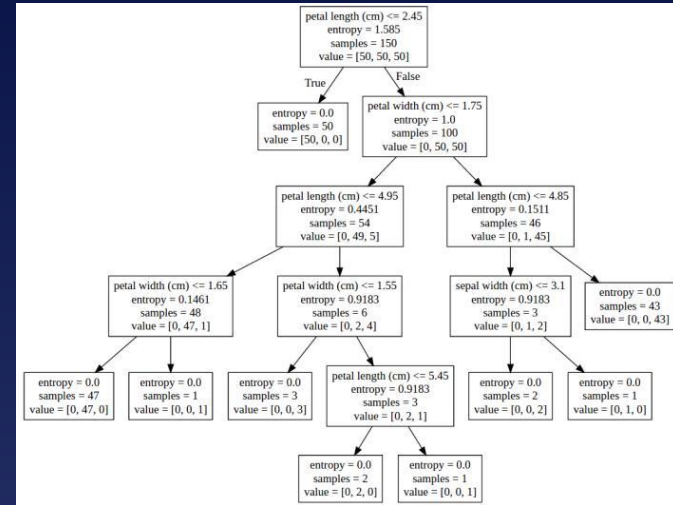 petal length (cm) <= 2.45
entropy = 1.585
samples = 150
value = [50, 50, 50]
True
False
entropy = 0.0
samples = 50
value = [50, 0, 0]
petal width (cm) <= 1.75
entropy = 1.0
samples = 100
value = [0, 50, 50]
petal length (cm) <= 4.95
entropy = 0.4451
samples = 54
value = [0, 49, 5]
petal length (cm) <= 4.85
entropy = 0.1511
samples = 46
value = [0, 1, 45]
petal width (cm) <= 1.65
entropy = 0.1461
samples = 48
value = [0, 47, 1]
petal width (cm) <= 1.55
entropy = 0.9183
samples = 6
value = [0, 2, 4]
sepal width (cm) <= 3.1
entropy = 0.9183
samples = 3
value = [0, 1, 2]
entropy = 0.0
samples = 43
value = [0, 0, 43]
entropy = 0.0
samples = 47
value = [0, 47, 0]
entropy = 0.0
samples = 1
value = [0, 0, 1]
entropy = 0.0
samples = 3
value = [0, 0, 3]
petal length (cm) <= 5.45
entropy = 0.9183
samples = 3
value = [0, 2, 1]
entropy = 0.0
samples = 2
value = [0, 0, 2]
entropy = 0.0
samples = 1
value = [0, 1, 0]
entropy = 0.0
samples = 2
value = [0, 2, 0]
entropy = 0.0
samples = 1
value = [0, 0, 1]